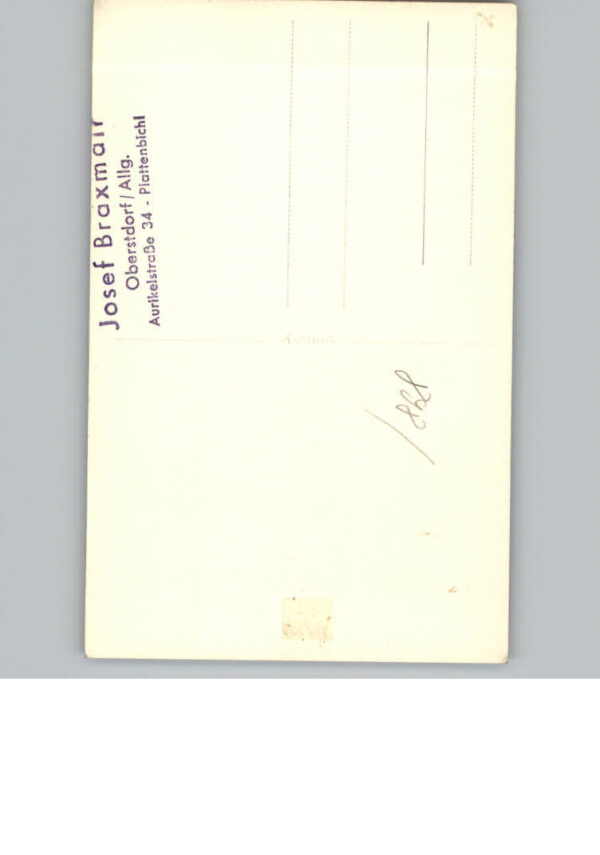 Josef Braxmair
Oberstdorf/Allg.
Aurikelstraße 34 - Plattenbichl